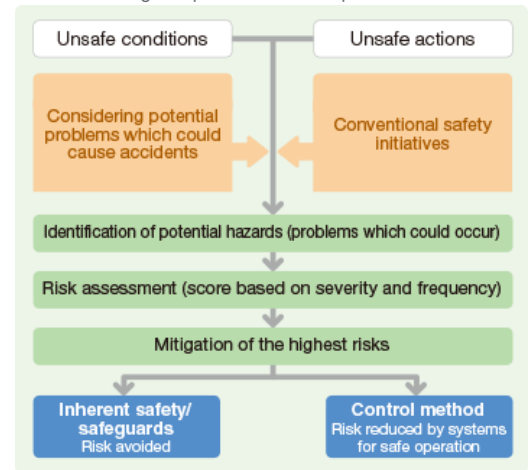 Unsafe conditions
Unsafe actions
Considering potential
problems which could
cause accidents
Conventional safety
initiatives
Identification of potential hazards (problems which could occur)
Risk assessment (score based on severity and frequency)
Mitigation of the highest risks
Inherent safety/
safeguards
Risk avoided
Control method
Risk reduced by systems
for safe operation